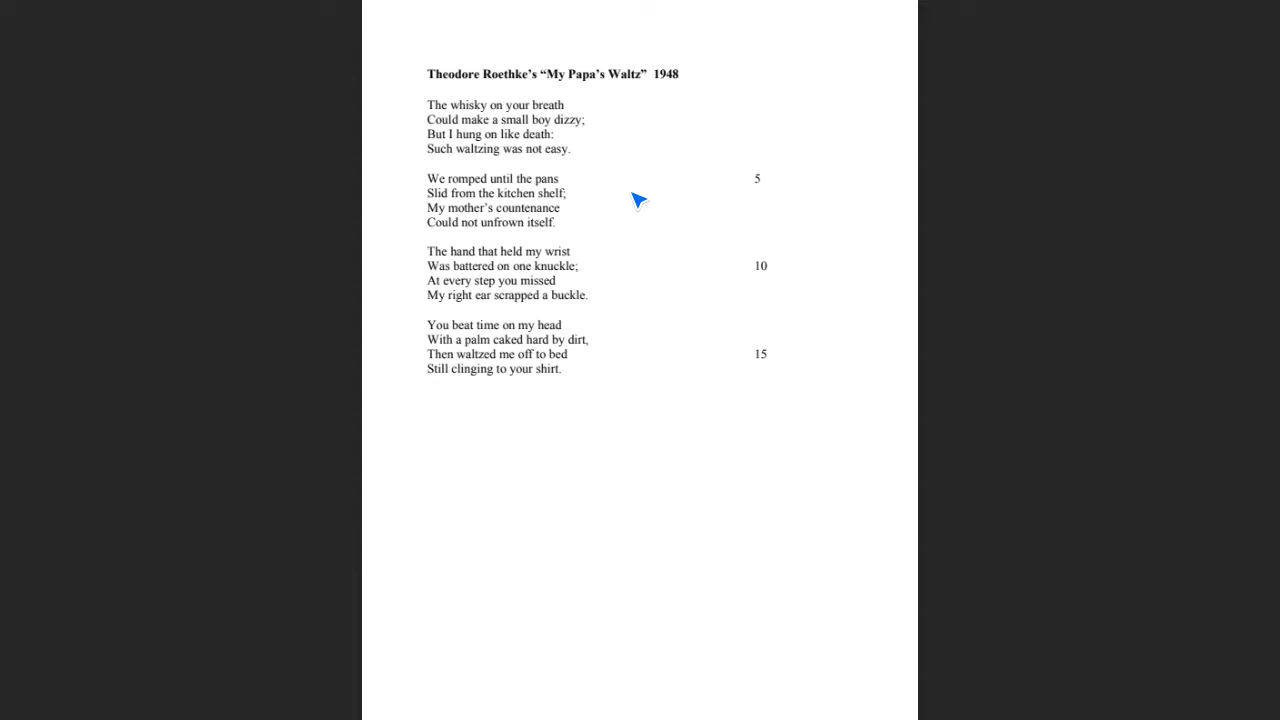 Theodore Roethke’s “My Papa’s Waltz”  1948
The whisky on your breath
Could make a small boy dizzy;
But I hung on like death:
Such waltzing was not easy.
We romped until the pans 5
Slid from the kitchen shelf;
My mother’s countenance
Could not unfrown itself.
The hand that held my wrist
Was battered on one knuckle; 10
At every step you missed
My right ear scrapped a buckle.
You beat time on my head
With a palm caked hard by dirt,
Then waltzed me off to bed 15
Still clinging to your shirt.